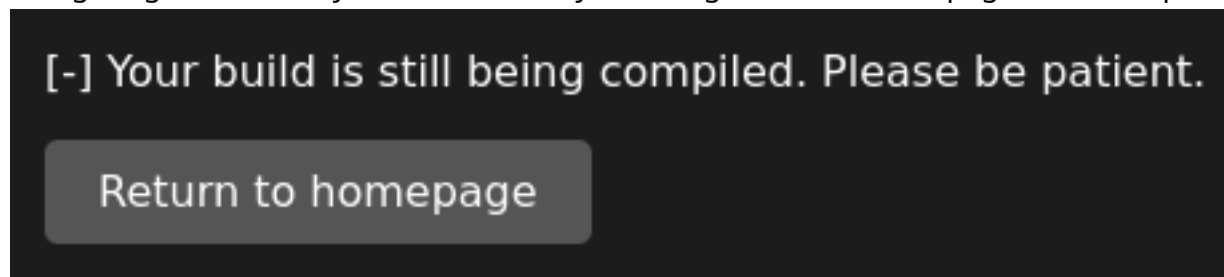 [-] Your build is still being compiled. Please be patient.
Return to homepage